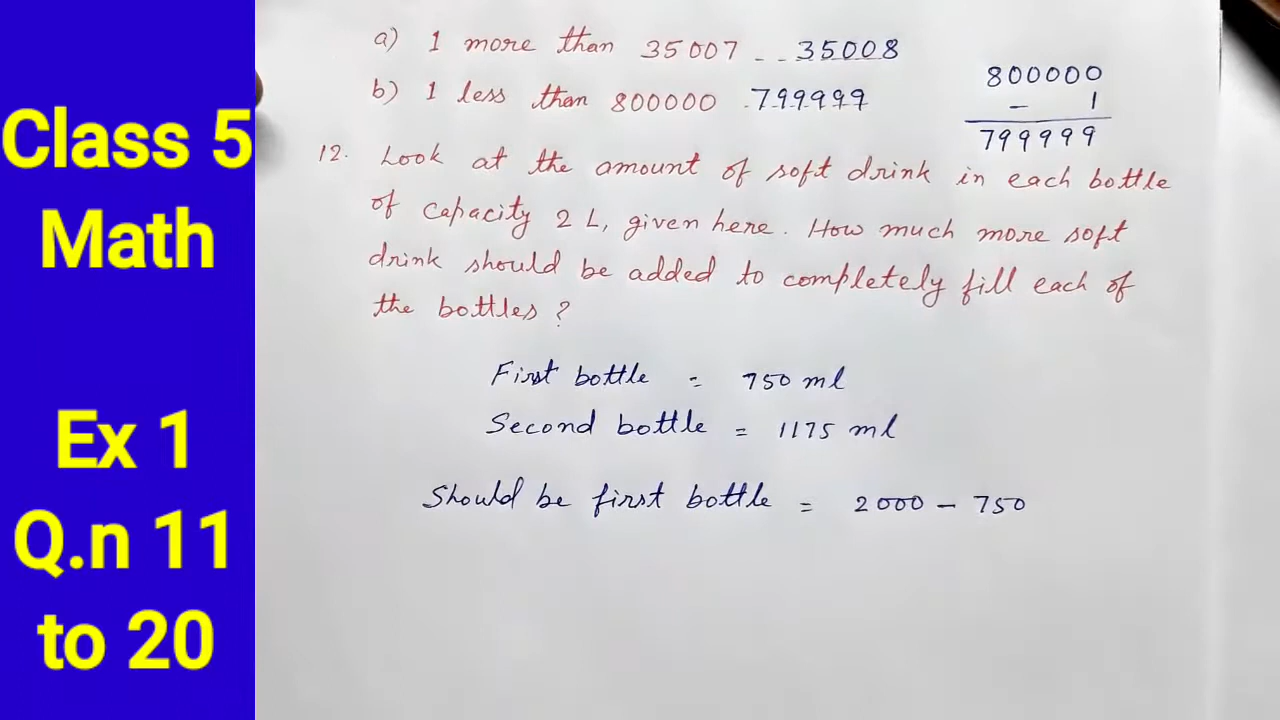 Class 5
Math
Ex 1
Q.n 11
to 20
a) 1 more than 35007 _ _ 35008
b) 1 less than 800000 .799999
800000
- 1
799999
12. Look at the amount of soft drink in each bottle
of capacity 2 L, given here. How much more soft
drink should be added to completely fill each of
the bottles ?
First bottle = 750 ml
Second bottle = 1175 ml
Should be first bottle = 2000 - 750